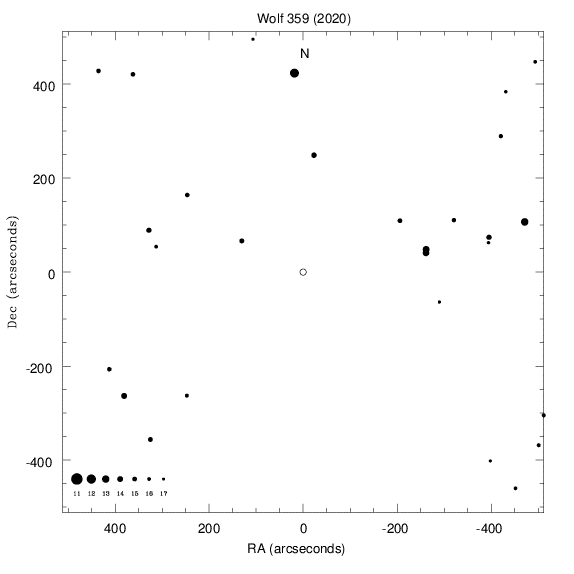 Wolf 359 (2020)
N
400
200
0
-200
-400
Dec (arcseconds)
11 12 13 14 15 16 17
400 200 0 -200 -400
RA (arcseconds)